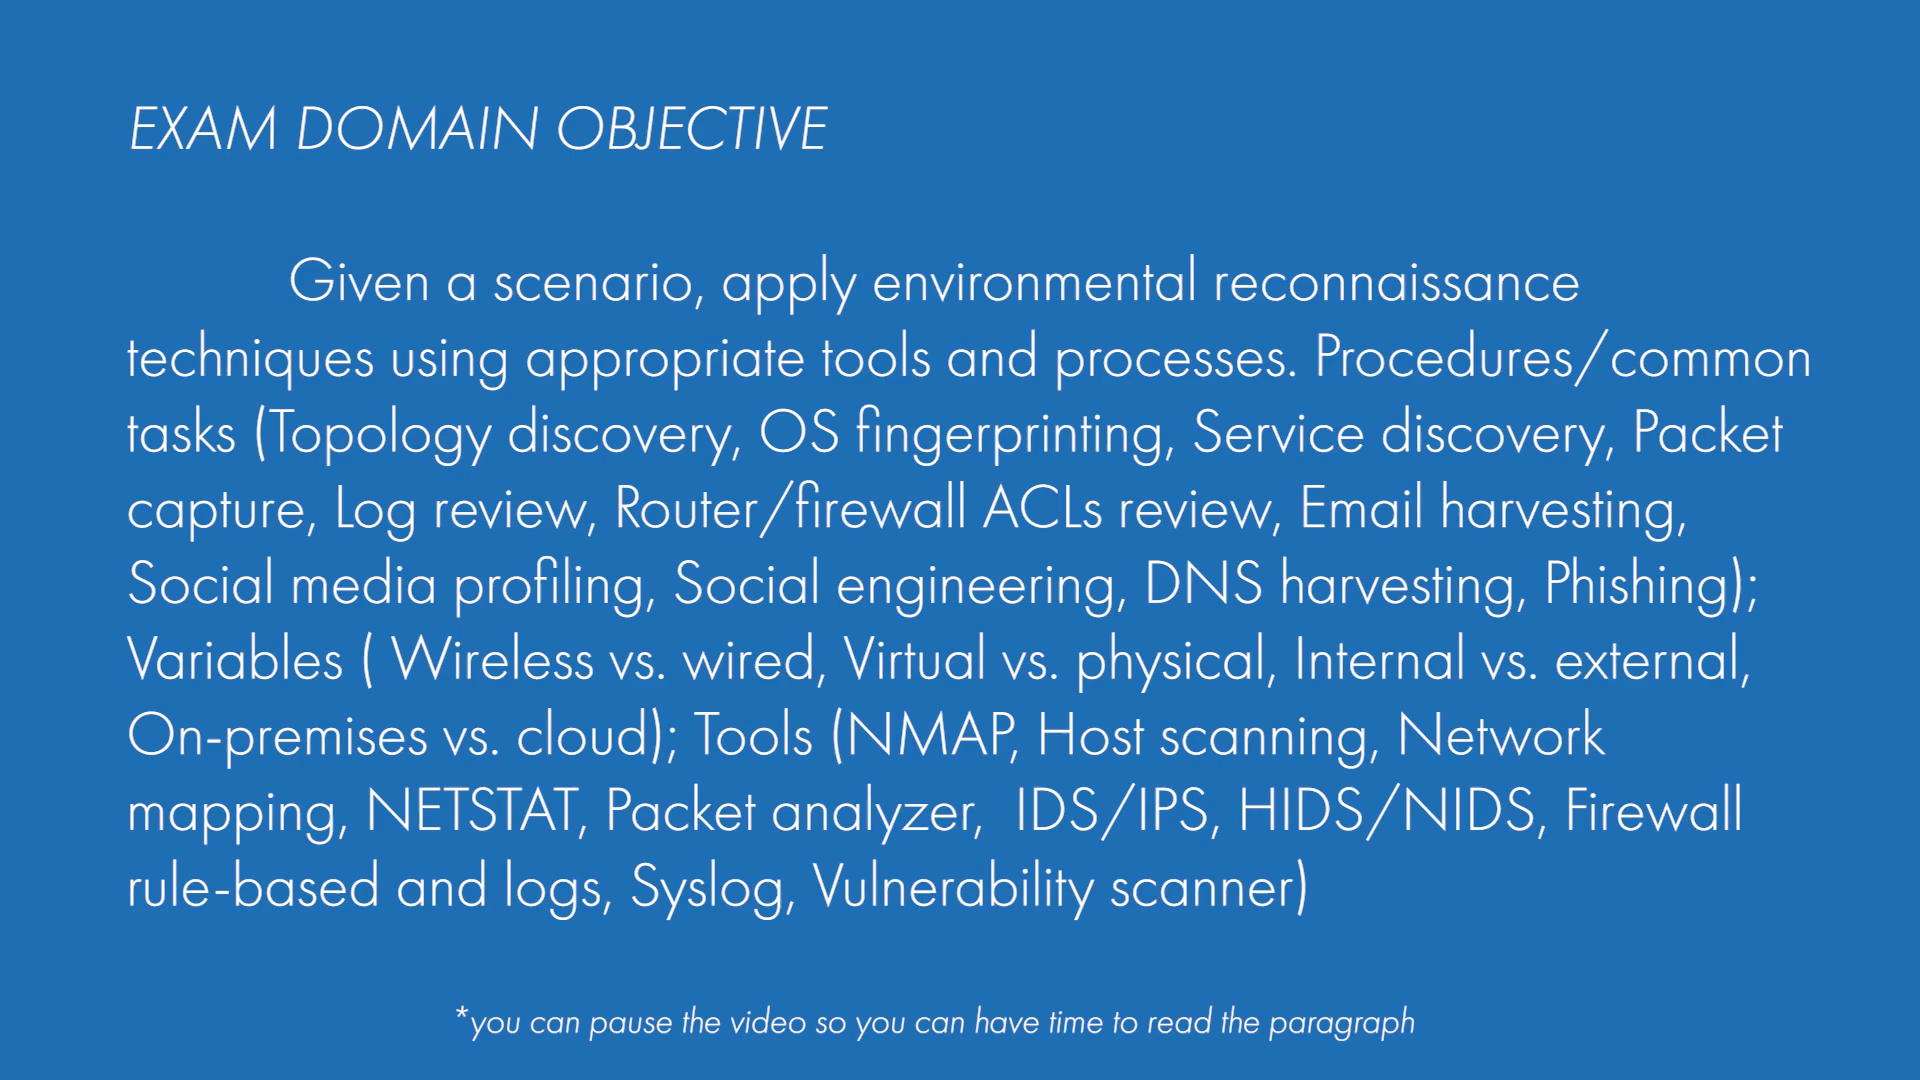 EXAM DOMAIN OBJECTIVE
Given a scenario, apply environmental reconnaissance
techniques using appropriate tools and processes. Procedures/common
tasks (Topology discovery, OS fingerprinting, Service discovery, Packet
capture, Log review, Router/firewall ACLs review, Email harvesting,
Social media profiling, Social engineering, DNS harvesting, Phishing);
Variables ( Wireless vs. wired, Virtual vs. physical, Internal vs. external,
On-premises vs. cloud); Tools (NMAP, Host scanning, Network
mapping, NETSTAT, Packet analyzer,  IDS/IPS, HIDS/NIDS, Firewall
rule-based and logs, Syslog, Vulnerability scanner)
*you can pause the video so you can have time to read the paragraph